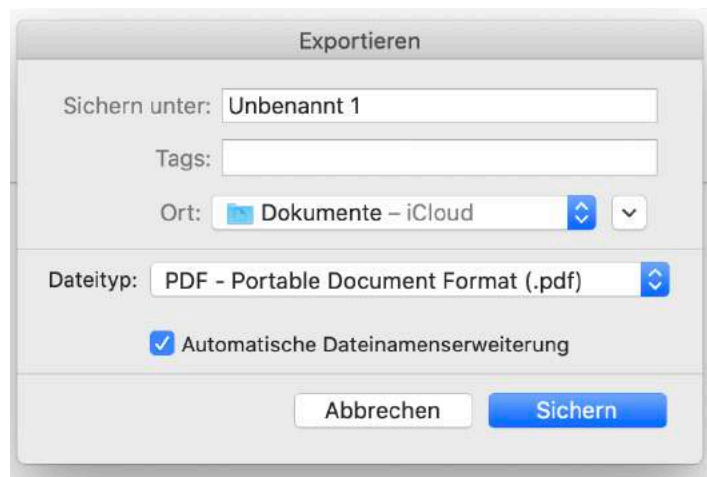 Exportieren
Sichern unter: Unbenannt 1
Tags:
Ort: Dokumente – iCloud
Dateityp: PDF - Portable Document Format (.pdf)
Automatische Dateinamenserweiterung
Abbrechen Sichern